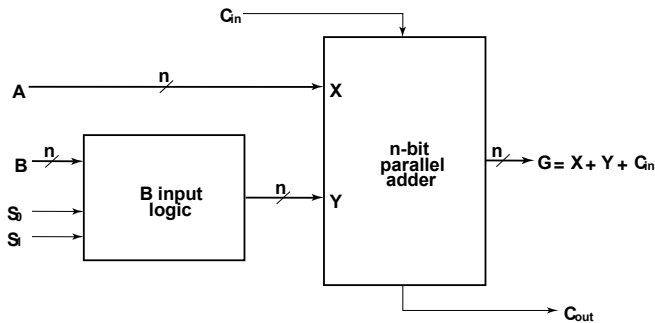 Cin
n
A
X
n
B
B input
logic
S0
S1
n
Y
n-bit
parallel
adder
n
G = X + Y + Cin
Cout